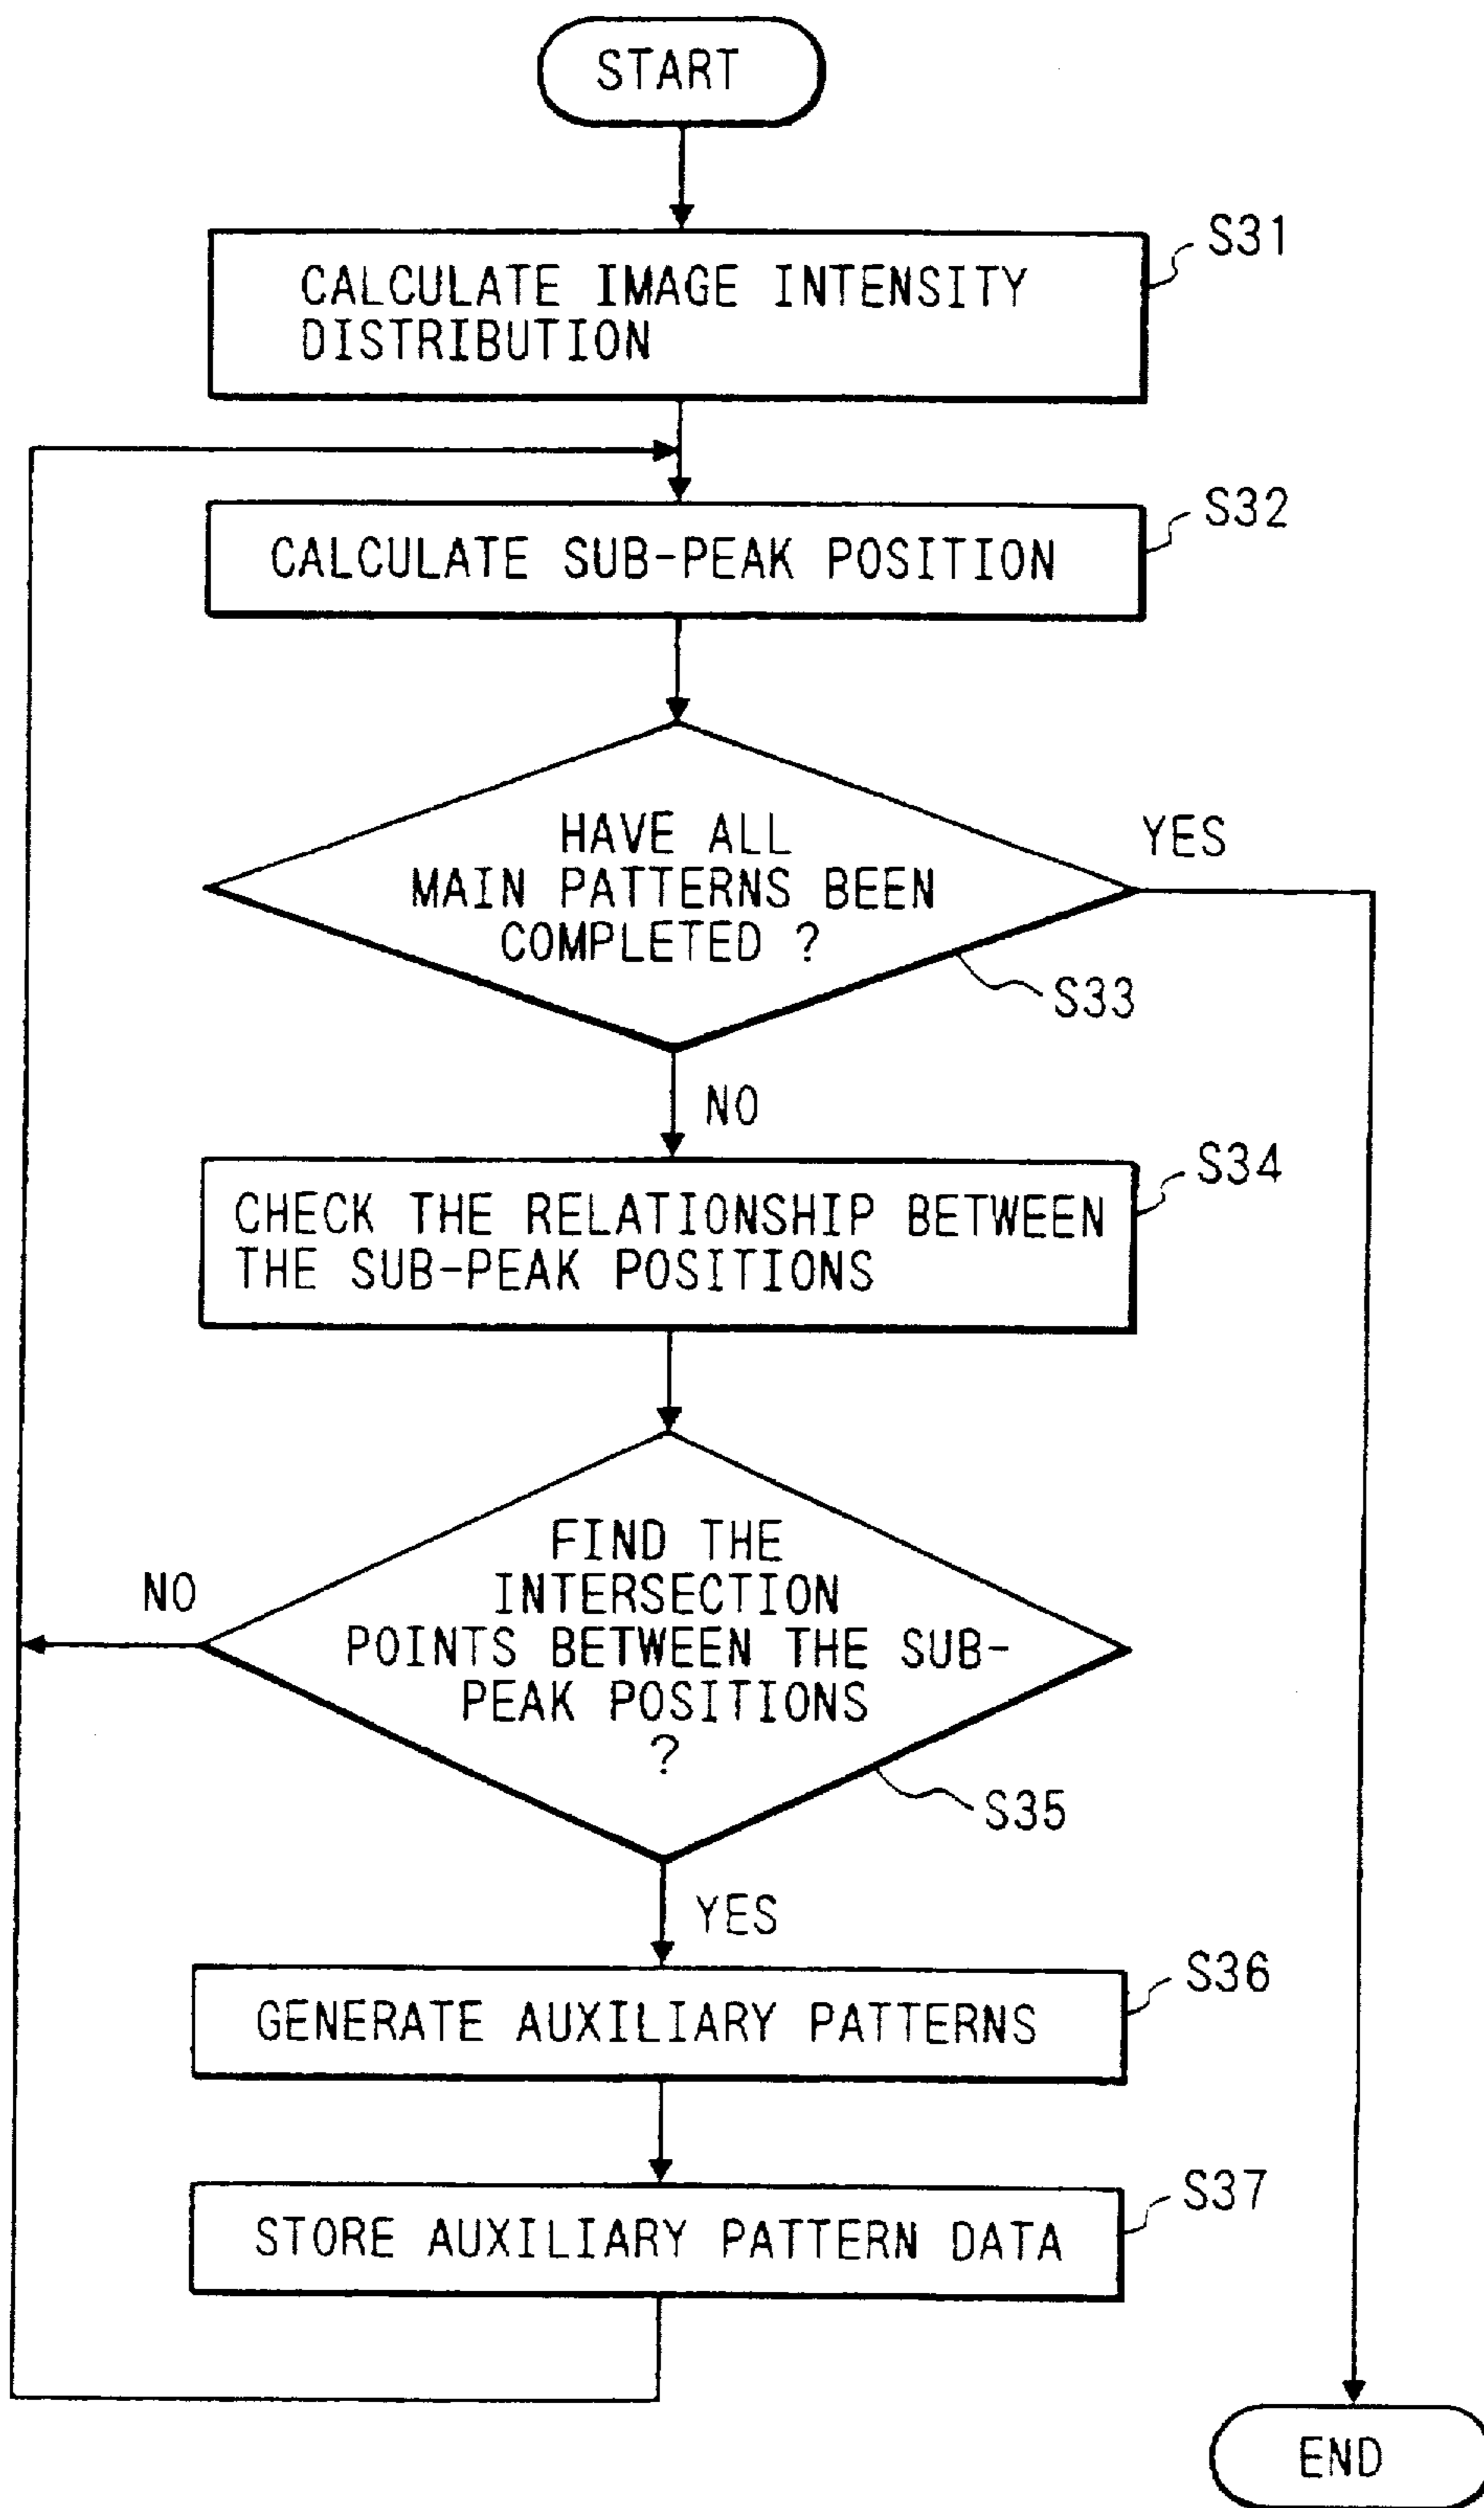 START
S31
CALCULATE IMAGE INTENSITY
DISTRIBUTION
S32
CALCULATE SUB-PEAK POSITION
HAVE ALL
MAIN PATTERNS BEEN
COMPLETED ?
YES
S33
NO
S34
CHECK THE RELATIONSHIP BETWEEN
THE SUB-PEAK POSITIONS
FIND THE
INTERSECTION
POINTS BETWEEN THE SUB-
PEAK POSITIONS
?
NO
S35
YES
S36
GENERATE AUXILIARY PATTERNS
S37
STORE AUXILIARY PATTERN DATA
END